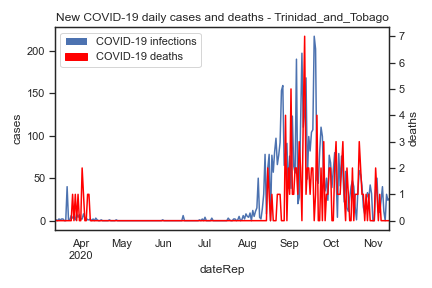 New COVID-19 daily cases and deaths - Trinidad_and_Tobago
COVID-19 infections
COVID-19 deaths
200
150
100
50
0
cases
7
6
5
4
3
2
1
0
deaths
Apr May Jun Jul Aug Sep Oct Nov
2020
dateRep